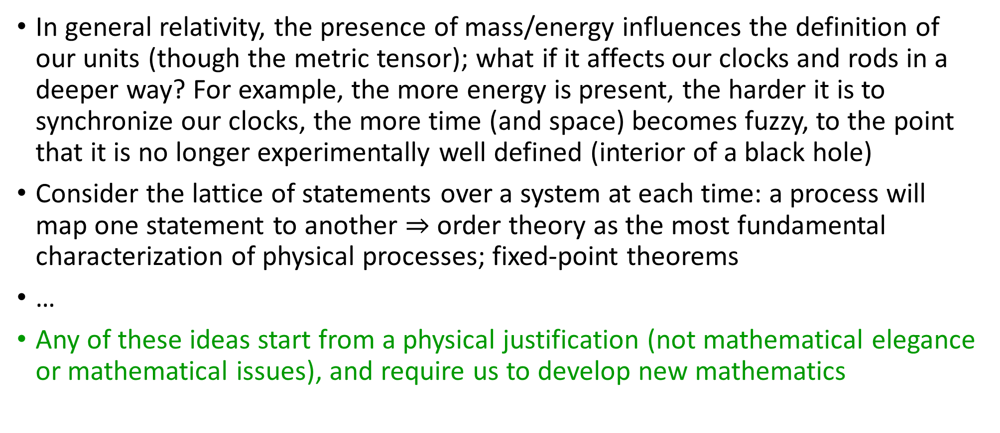 • In general relativity, the presence of mass/energy influences the definition of
our units (though the metric tensor); what if it affects our clocks and rods in a
deeper way? For example, the more energy is present, the harder it is to
synchronize our clocks, the more time (and space) becomes fuzzy, to the point
that it is no longer experimentally well defined (interior of a black hole)
• Consider the lattice of statements over a system at each time: a process will
map one statement to another ⇒ order theory as the most fundamental
characterization of physical processes; fixed-point theorems
• …
• Any of these ideas start from a physical justification (not mathematical elegance
or mathematical issues), and require us to develop new mathematics